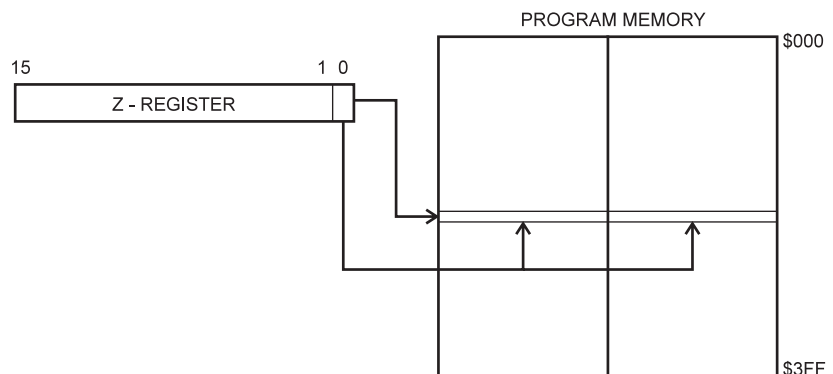 PROGRAM MEMORY
$000
15 1 0
Z - REGISTER
$3FF